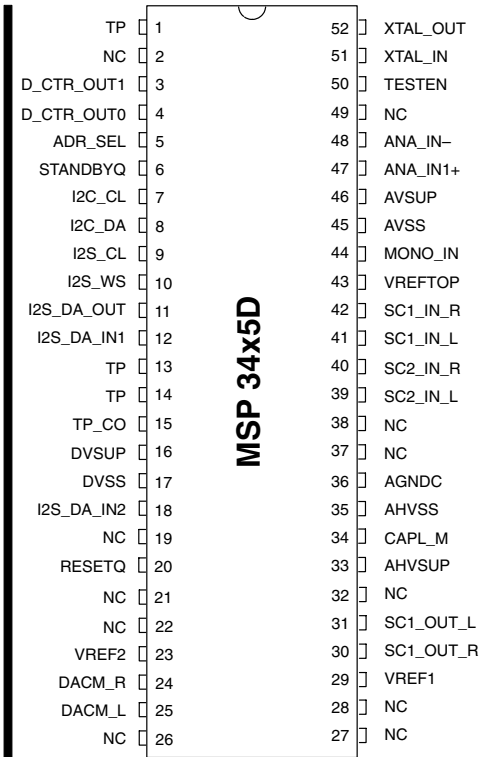 TP 1 52 XTAL_OUT
NC 2 51 XTAL_IN
D_CTR_OUT1 3 50 TESTEN
D_CTR_OUT0 4 49 NC
ADR_SEL 5 48 ANA_IN–
STANDBYQ 6 47 ANA_IN1+
I2C_CL 7 46 AVSUP
I2C_DA 8 45 AVSS
I2S_CL 9 44 MONO_IN
I2S_WS 10 43 VREFTOP
I2S_DA_OUT 11 42 SC1_IN_R
I2S_DA_IN1 12 41 SC1_IN_L
TP 13 40 SC2_IN_R
TP 14 39 SC2_IN_L
TP_CO 15 38 NC
DVSUP 16 37 NC
DVSS 17 36 AGNDC
I2S_DA_IN2 18 35 AHVSS
NC 19 34 CAPL_M
RESETQ 20 33 AHVSUP
NC 21 32 NC
NC 22 31 SC1_OUT_L
VREF2 23 30 SC1_OUT_R
DACM_R 24 29 VREF1
DACM_L 25 28 NC
NC 26 27 NC
MSP 34x5D